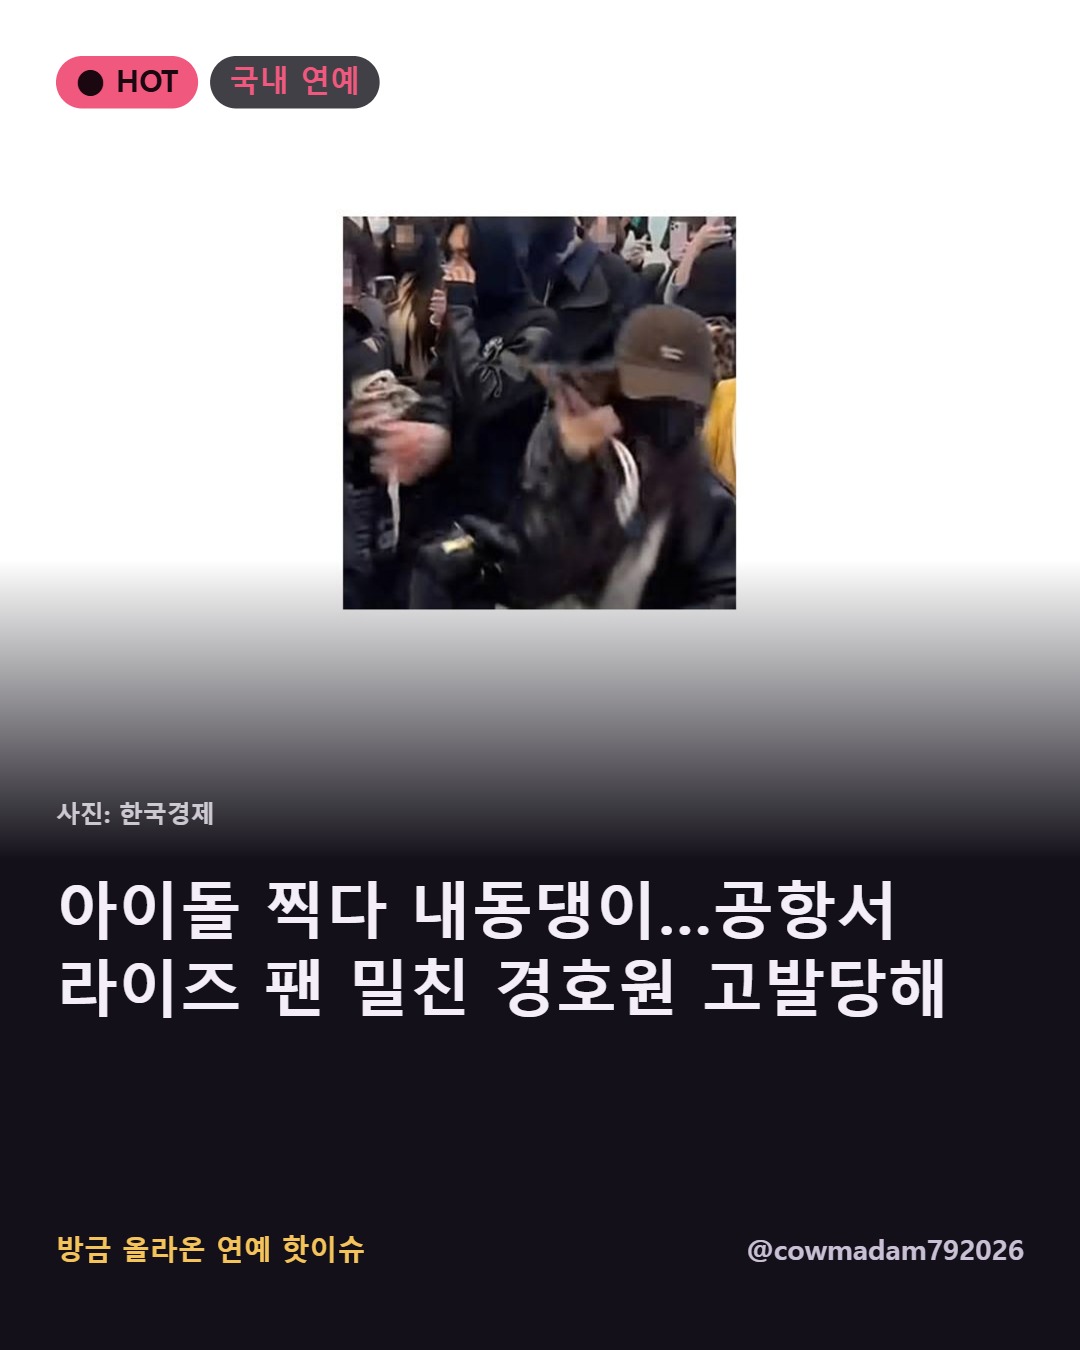 HOT
국내 연예
사진: 한국경제
아이돌 찍다 내동댕이...공항서
라이즈 팬 밀친 경호원 고발당해
방금 올라온 연예 핫이슈
@cowmadam792026